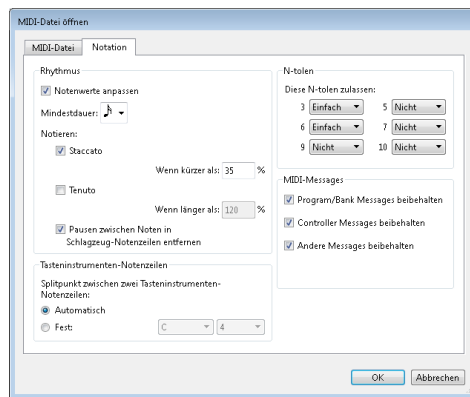 MIDI-Datei öffnen
MIDI-Datei
Notation
Rhythmus
Notenwerte anpassen
Mindestdauer:
Notieren:
Staccato
Wenn kürzer als: 35 %
Tenuto
Wenn länger als: 120 %
Pausen zwischen Noten in
Schlagzeug-Notenzeilen entfernen
Tasteninstrumenten-Notenzeilen
Splitpunkt zwischen zwei Tasteninstrumenten-
Notenzeilen:
Automatisch
Fest: C 4
N-tolen
Diese N-tolen zulassen:
3 Einfach 5 Nicht
6 Einfach 7 Nicht
9 Nicht 10 Nicht
MIDI-Messages
Program/Bank Messages beibehalten
Controller Messages beibehalten
Andere Messages beibehalten
OK Abbrechen